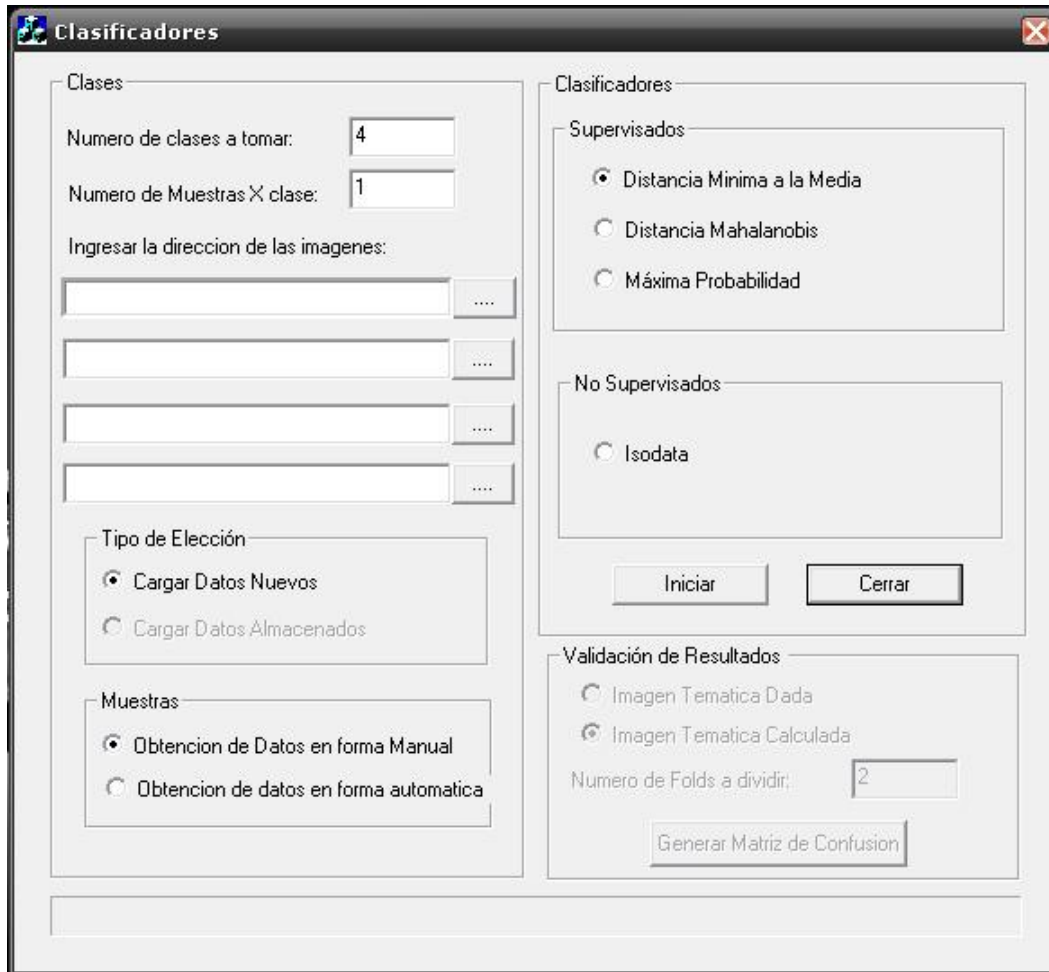 Clasificadores
Clases
Numero de clases a tomar: 4
Numero de Muestras X clase: 1
Ingresar la direccion de las imagenes:
....
....
....
....
Tipo de Elección
Cargar Datos Nuevos
Cargar Datos Almacenados
Muestras
Obtencion de Datos en forma Manual
Obtencion de datos en forma automatica
Clasificadores
Supervisados
Distancia Minima a la Media
Distancia Mahalanobis
Máxima Probabilidad
No Supervisados
Isodata
Iniciar Cerrar
Validación de Resultados
Imagen Tematica Dada
Imagen Tematica Calculada
Numero de Folds a dividir: 2
Generar Matriz de Confusion